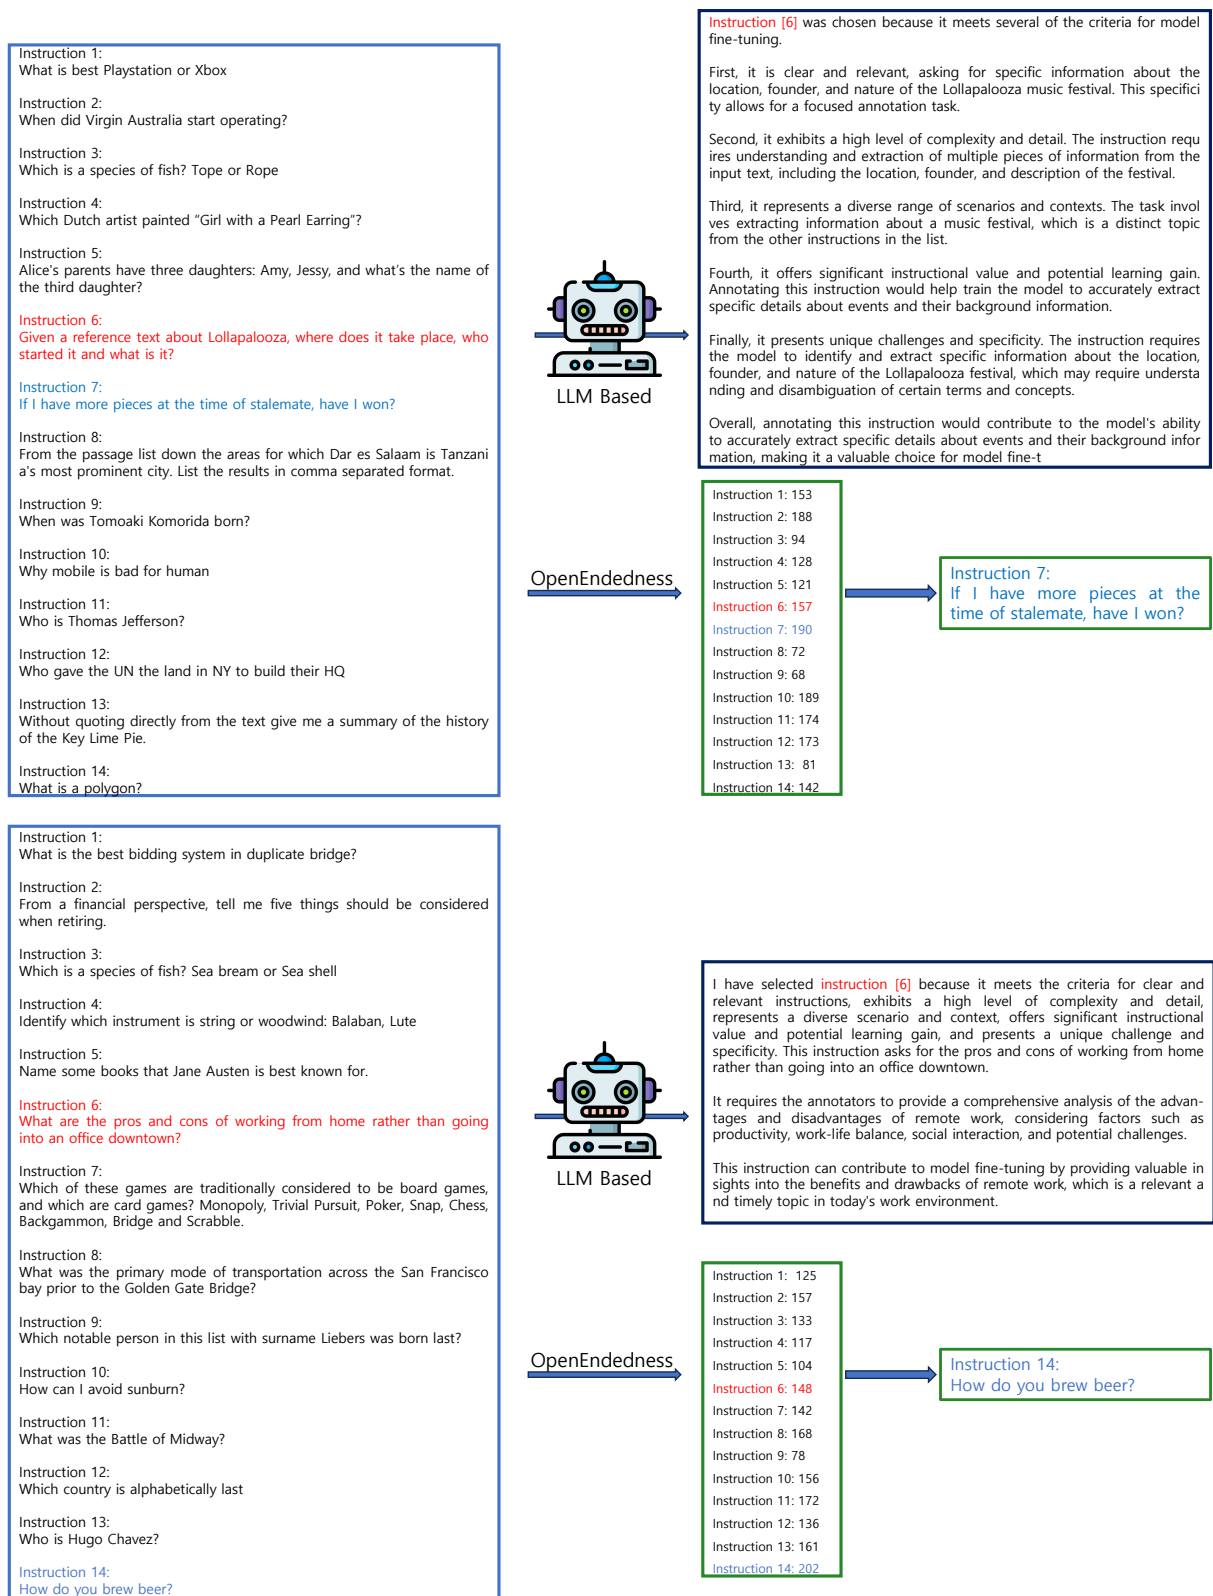 Instruction 1:
What is best Playstation or Xbox
Instruction 2:
When did Virgin Australia start operating?
Instruction 3:
Which is a species of fish? Tope or Rope
Instruction 4:
Which Dutch artist painted "Girl with a Pearl Earring"?
Instruction 5:
Alice's parents have three daughters: Amy, Jessy, and what's the name of
the third daughter?
Instruction 6:
Given a reference text about Lollapalooza, where does it take place, who
started it and what is it?
Instruction 7:
If I have more pieces at the time of stalemate, have I won?
Instruction 8:
From the passage list down the areas for which Dar es Salaam is Tanzani
a's most prominent city. List the results in comma separated format.
Instruction 9:
When was Tomoaki Komorida born?
Instruction 10:
Why mobile is bad for human
Instruction 11:
Who is Thomas Jefferson?
Instruction 12:
Who gave the UN the land in NY to build their HQ
Instruction 13:
Without quoting directly from the text give me a summary of the history
of the Key Lime Pie.
Instruction 14:
What is a polygon?
LLM Based
Instruction [6] was chosen because it meets several of the criteria for model
fine-tuning.
First, it is clear and relevant, asking for specific information about the
location, founder, and nature of the Lollapalooza music festival. This specifici
ty allows for a focused annotation task.
Second, it exhibits a high level of complexity and detail. The instruction requ
ires understanding and extraction of multiple pieces of information from the
input text, including the location, founder, and description of the festival.
Third, it represents a diverse range of scenarios and contexts. The task invol
ves extracting information about a music festival, which is a distinct topic
from the other instructions in the list.
Fourth, it offers significant instructional value and potential learning gain.
Annotating this instruction would help train the model to accurately extract
specific details about events and their background information.
Finally, it presents unique challenges and specificity. The instruction requires
the model to identify and extract specific information about the location,
founder, and nature of the Lollapalooza festival, which may require understa
nding and disambiguation of certain terms and concepts.
Overall, annotating this instruction would contribute to the model's ability
to accurately extract specific details about events and their background infor
mation, making it a valuable choice for model fine-t
OpenEndedness
Instruction 1: 153
Instruction 2: 188
Instruction 3: 94
Instruction 4: 128
Instruction 5: 121
Instruction 6: 157
Instruction 7: 190
Instruction 8: 72
Instruction 9: 68
Instruction 10: 189
Instruction 11: 174
Instruction 12: 173
Instruction 13: 81
Instruction 14: 142
Instruction 7:
If I have more pieces at the
time of stalemate, have I won?
Instruction 1:
What is the best bidding system in duplicate bridge?
Instruction 2:
From a financial perspective, tell me five things should be considered
when retiring.
Instruction 3:
Which is a species of fish? Sea bream or Sea shell
Instruction 4:
Identify which instrument is string or woodwind: Balaban, Lute
Instruction 5:
Name some books that Jane Austen is best known for.
Instruction 6:
What are the pros and cons of working from home rather than going
into an office downtown?
Instruction 7:
Which of these games are traditionally considered to be board games,
and which are card games? Monopoly, Trivial Pursuit, Poker, Snap, Chess,
Backgammon, Bridge and Scrabble.
Instruction 8:
What was the primary mode of transportation across the San Francisco
bay prior to the Golden Gate Bridge?
Instruction 9:
Which notable person in this list with surname Liebers was born last?
Instruction 10:
How can I avoid sunburn?
Instruction 11:
What was the Battle of Midway?
Instruction 12:
Which country is alphabetically last
Instruction 13:
Who is Hugo Chavez?
Instruction 14:
How do you brew beer?
LLM Based
I have selected instruction [6] because it meets the criteria for clear and
relevant instructions, exhibits a high level of complexity and detail,
represents a diverse scenario and context, offers significant instructional
value and potential learning gain, and presents a unique challenge and
specificity. This instruction asks for the pros and cons of working from home
rather than going into an office downtown.
It requires the annotators to provide a comprehensive analysis of the advan-
tages and disadvantages of remote work, considering factors such as
productivity, work-life balance, social interaction, and potential challenges.
This instruction can contribute to model fine-tuning by providing valuable in
sights into the benefits and drawbacks of remote work, which is a relevant a
nd timely topic in today's work environment.
OpenEndedness
Instruction 1: 125
Instruction 2: 157
Instruction 3: 133
Instruction 4: 117
Instruction 5: 104
Instruction 6: 148
Instruction 7: 142
Instruction 8: 168
Instruction 9: 78
Instruction 10: 156
Instruction 11: 172
Instruction 12: 136
Instruction 13: 161
Instruction 14: 202
Instruction 14:
How do you brew beer?